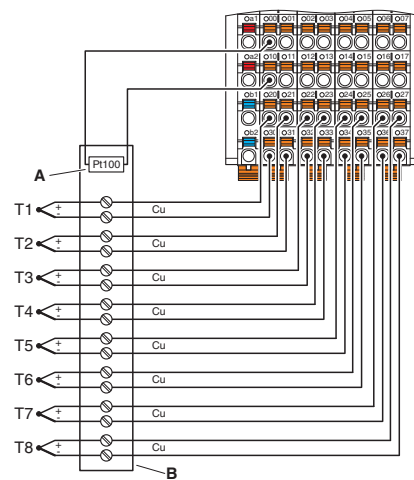 a1 00 01 02 03 04 05 06 07
a2 10 11 12 13 14 15 16 17
b1 20 21 22 23 24 25 26 27
b2 30 31 32 33 34 35 36 37
Pt100
A
T1 + - Cu
T2 + - Cu
T3 + - Cu
T4 + - Cu
T5 + - Cu
T6 + - Cu
T7 + - Cu
T8 + - Cu
B